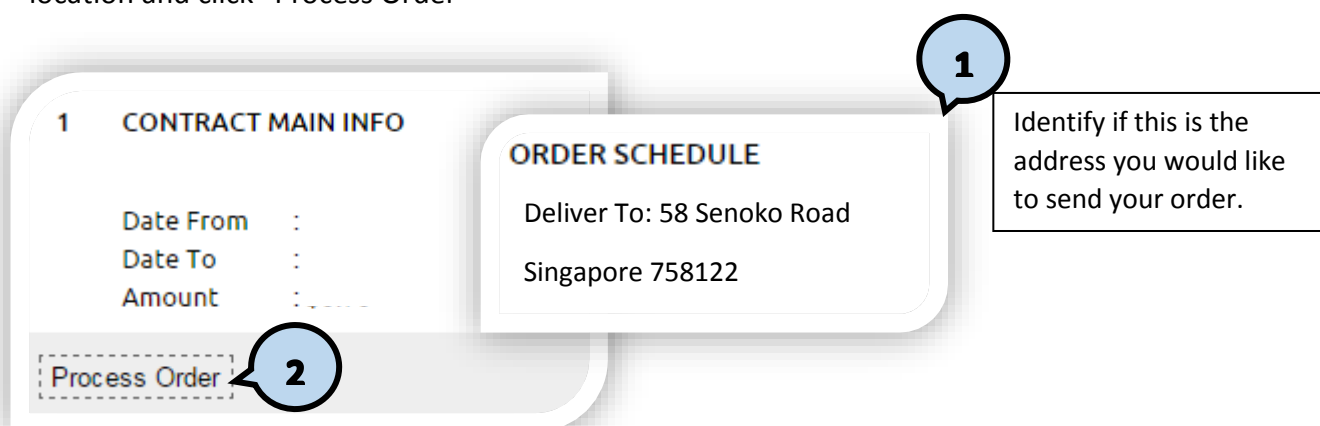 location and click "Process Order"
1
1 CONTRACT MAIN INFO
Identify if this is the
address you would like
to send your order.
ORDER SCHEDULE
Deliver To: 58 Senoko Road
Singapore 758122
Date From :
Date To :
Amount :
Process Order
2